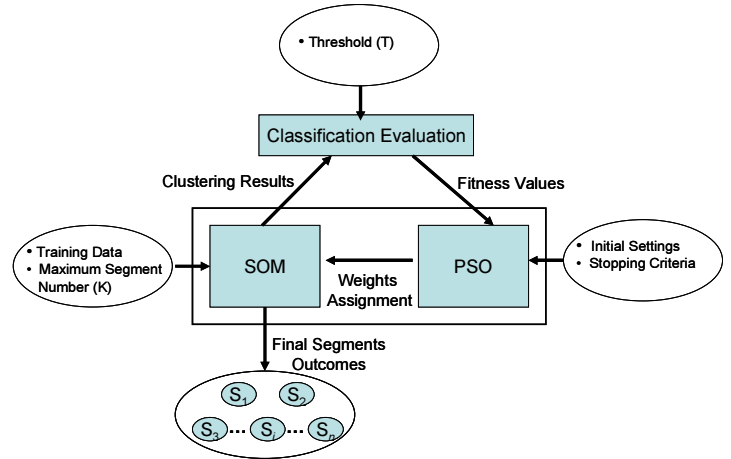 • Threshold (T)
Classification Evaluation
Clustering Results
Fitness Values
• Training Data
• Maximum Segment
Number (K)
SOM
Weights
Assignment
PSO
• Initial Settings
• Stopping Criteria
Final Segments
Outcomes
S1 S2
S3 ... Si ... Sn